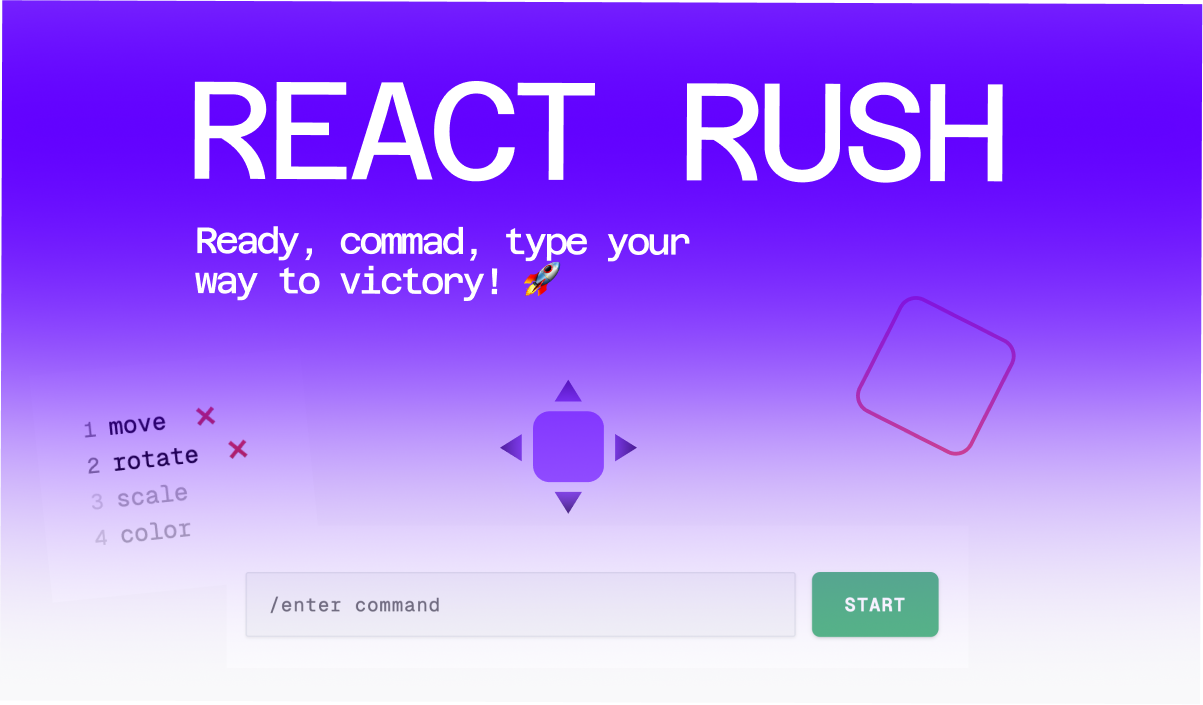 REACT RUSH
Ready, commad, type your
way to victory! 🚀
1 move ✕
2 rotate ✕
3 scale
4 color
/enter command
START